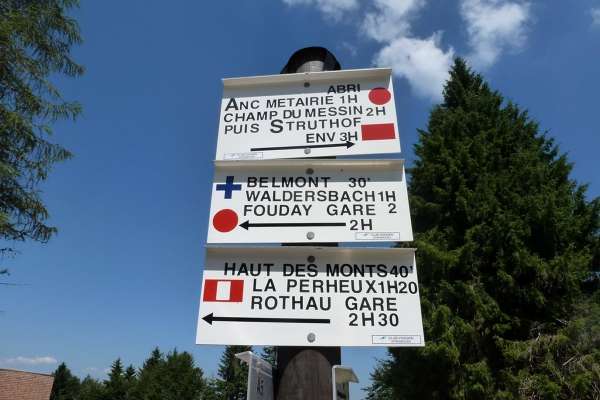 ABRI
ANC METAIRIE 1H
CHAMP DU MESSIN 2H
PUIS STRUTHOF
ENV 3H
BELMONT 30'
WALDERSBACH 1H
FOUDAY GARE 2
2H
HAUT DES MONTS 40'
LA PERHEUX 1H20
ROTHAU GARE
2H30